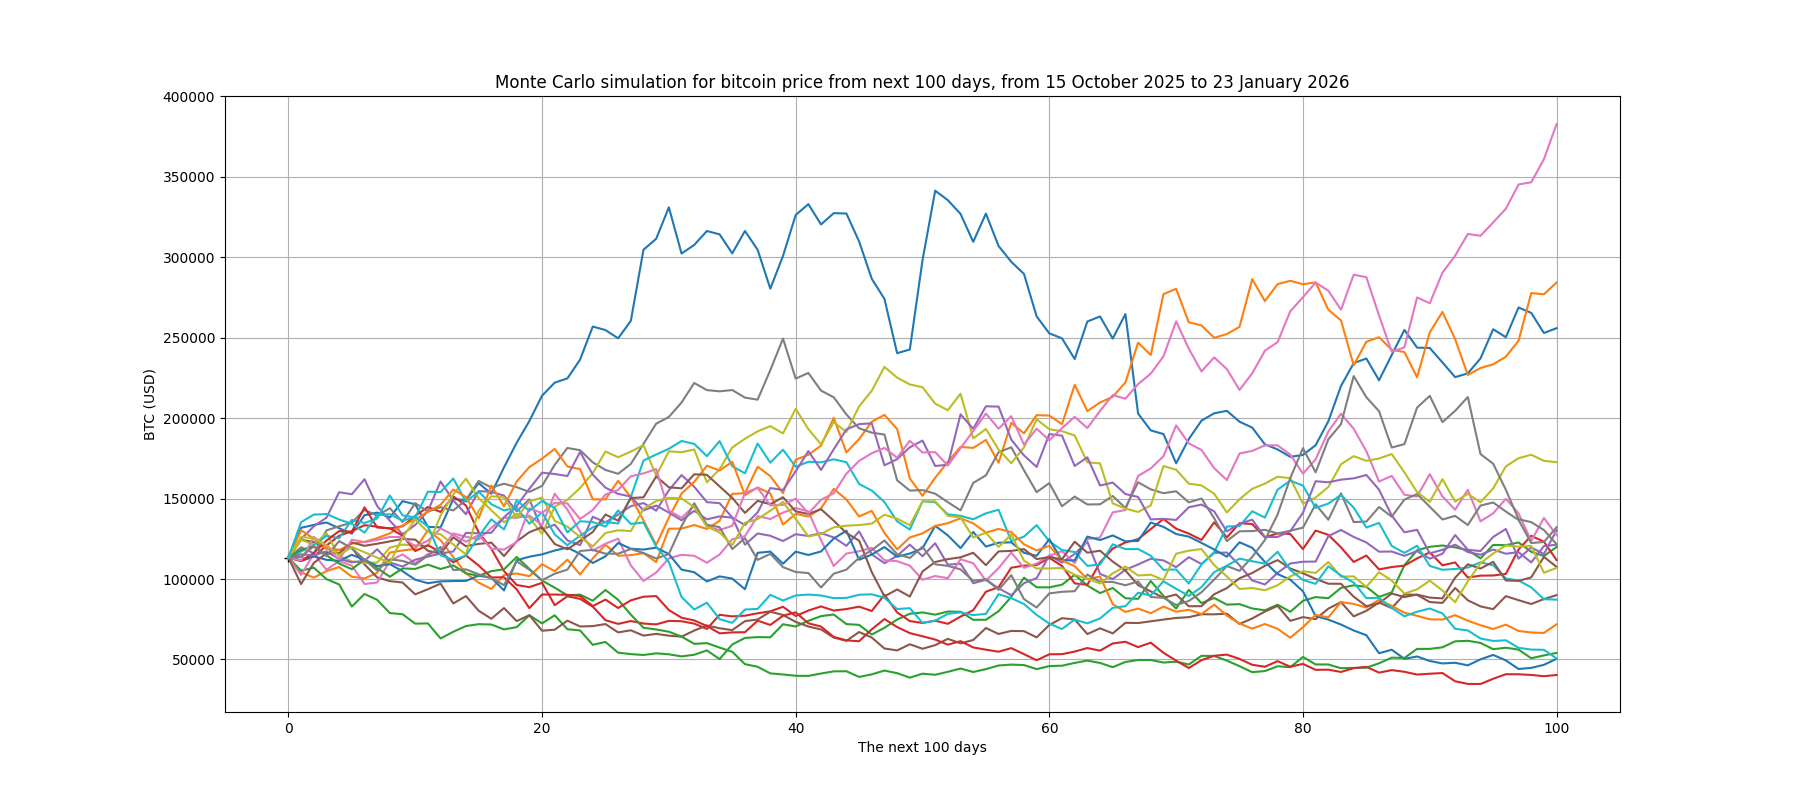 Monte Carlo simulation for bitcoin price from next 100 days, from 15 October 2025 to 23 January 2026
400000
350000
300000
250000
200000
150000
100000
50000
BTC (USD)
0 20 40 60 80 100
The next 100 days